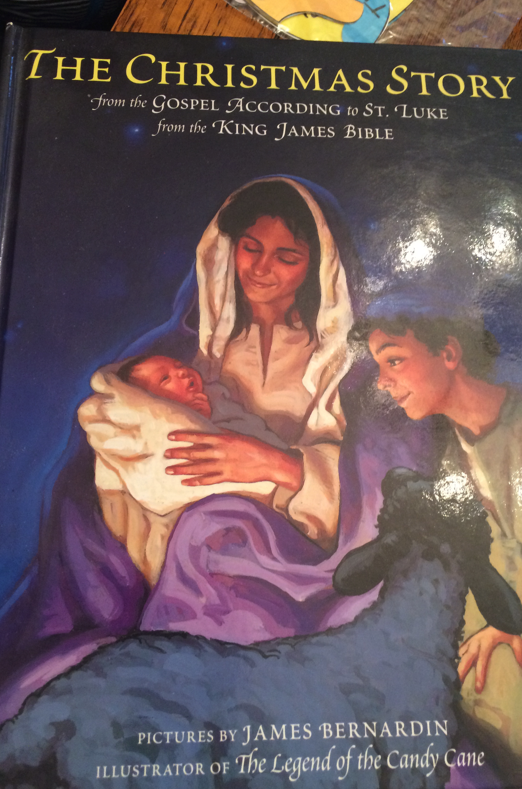 THE CHRISTMAS STORY
from the GOSPEL ACCORDING to ST. LUKE
from the KING JAMES BIBLE
PICTURES BY JAMES BERNARDIN
ILLUSTRATOR OF The Legend of the Candy Cane